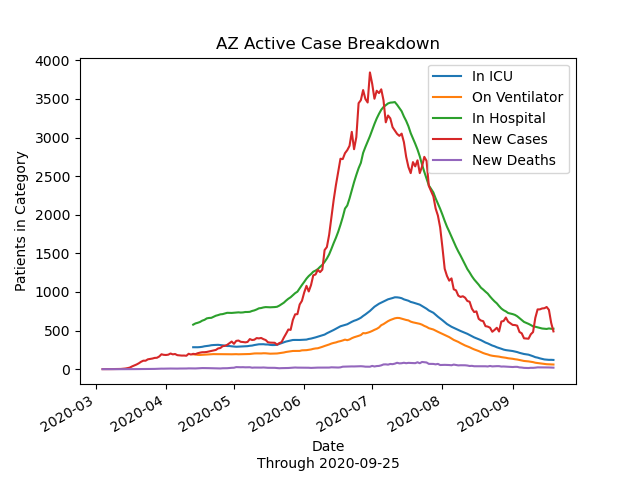 AZ Active Case Breakdown
4000
3500
3000
2500
2000
1500
1000
500
0
Patients in Category
In ICU
On Ventilator
In Hospital
New Cases
New Deaths
2020-03
2020-04
2020-05
2020-06
2020-07
2020-08
2020-09
Date
Through 2020-09-25